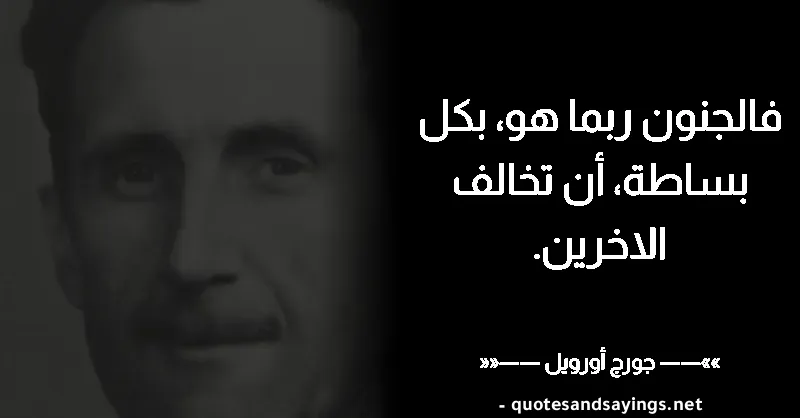 فالجنون ربما هو، بكل
بساطة، أن تخالف
الاخرين.
»»——— جورج أورويل ———««
- quotesandsayings.net